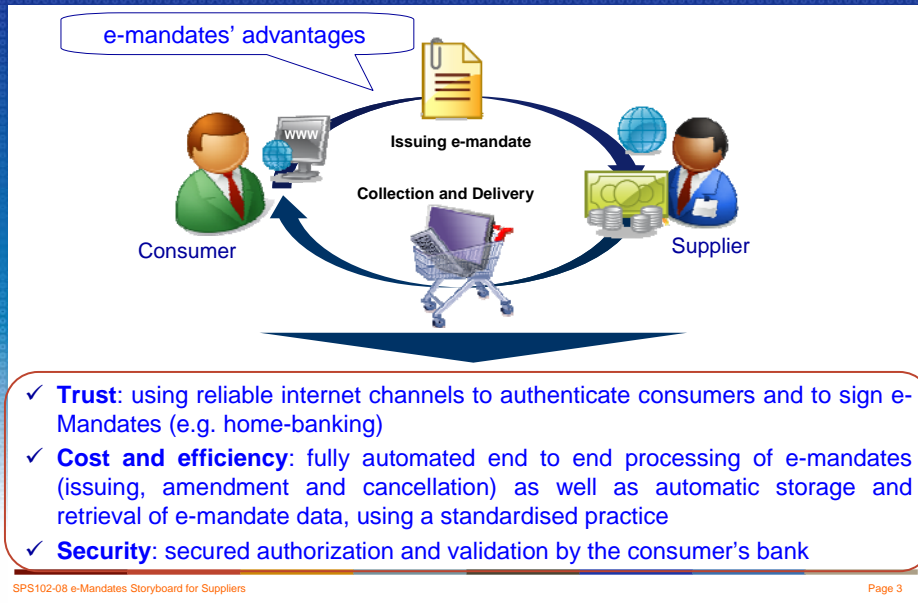 e-mandates' advantages
www
Issuing e-mandate
Collection and Delivery
Consumer
Supplier
✓ Trust: using reliable internet channels to authenticate consumers and to sign e-
Mandates (e.g. home-banking)
✓ Cost and efficiency: fully automated end to end processing of e-mandates
(issuing, amendment and cancellation) as well as automatic storage and
retrieval of e-mandate data, using a standardised practice
✓ Security: secured authorization and validation by the consumer's bank
SPS102-08 e-Mandates Storyboard for Suppliers
Page 3